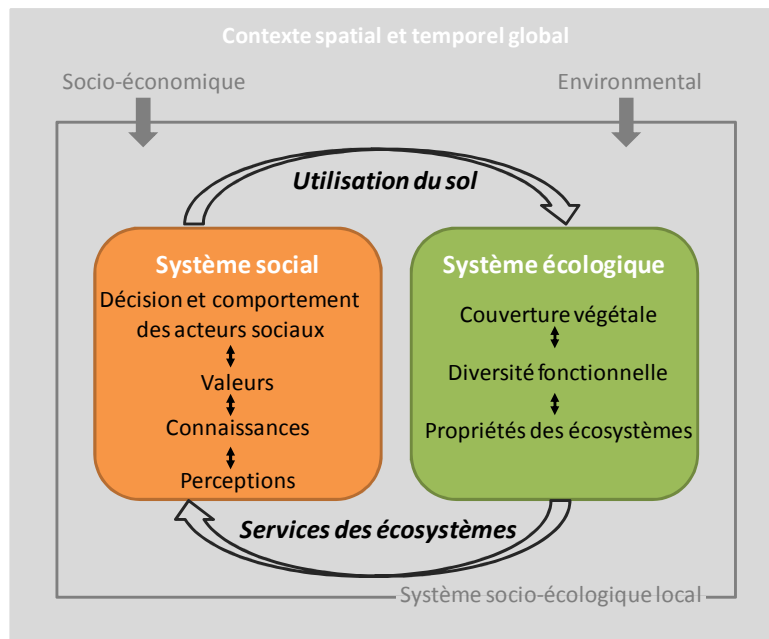 Contexte spatial et temporel global
Socio-économique
Environmental
Utilisation du sol
Système social
Décision et comportement
des acteurs sociaux
Valeurs
Connaissances
Perceptions
Système écologique
Couverture végétale
Diversité fonctionnelle
Propriétés des écosystèmes
Services des écosystèmes
Système socio-écologique local